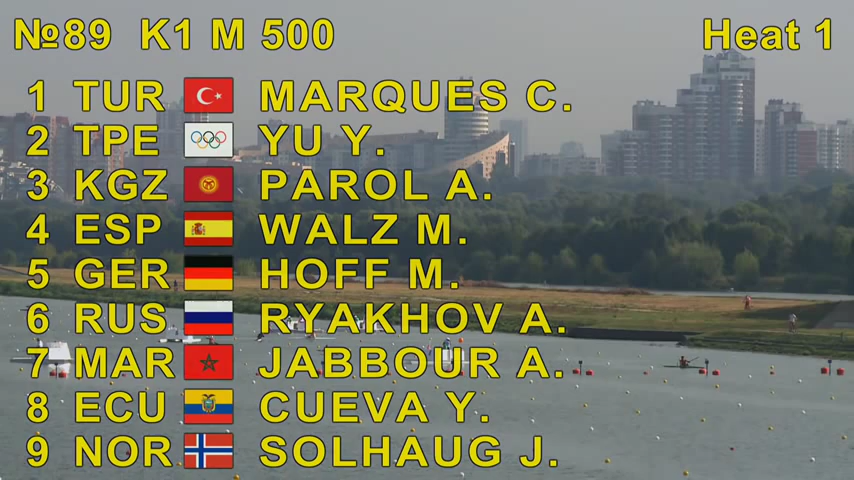 №89 K1 M 500 Heat 1
1 TUR MARQUES C.
2 TPE YU Y.
3 KGZ PAROL A.
4 ESP WALZ M.
5 GER HOFF M.
6 RUS RYAKHOV A.
7 MAR JABBOUR A.
8 ECU CUEVA Y.
9 NOR SOLHAUG J.